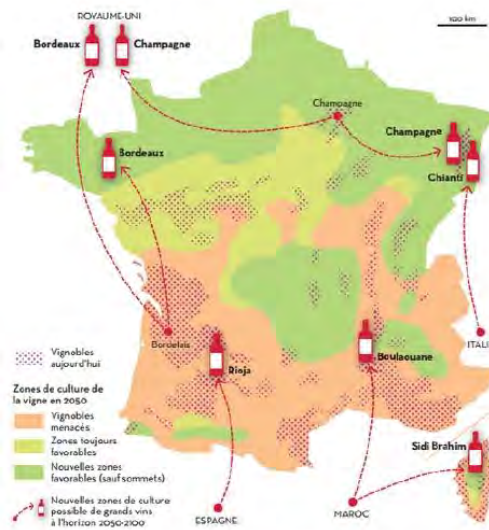 ROYAUME-UNI
100 km
Bordeaux
Champagne
Champagne
Champagne
Bordeaux
Chianti
Bordelais
Rioja
Boulaouane
ITALI
Sidi Brahim
ESPAGNE
MAROC
Vignobles
aujourd'hui
Zones de culture de
la vigne en 2050
Vignobles
menacés
Zones toujours
favorables
Nouvelles zones
favorables (sauf sommets)
Nouvelles zones de culture
possible de grands vins
à l'horizon 2050-2100